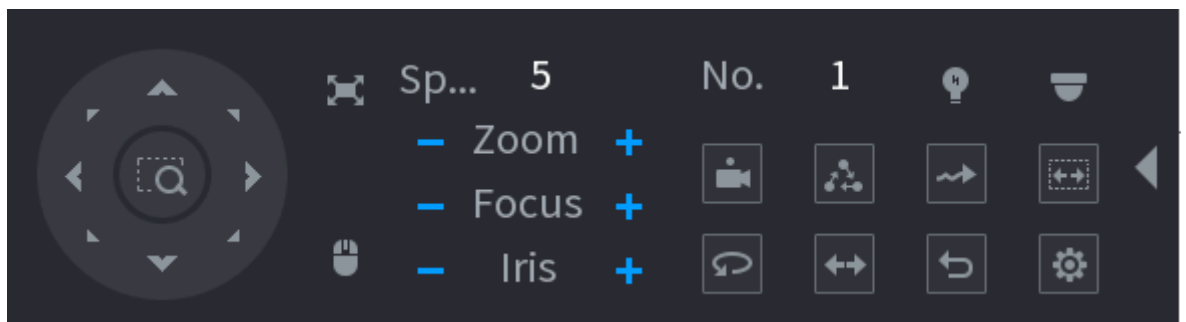 Sp... 5 No. 1
− Zoom +
− Focus +
− Iris +